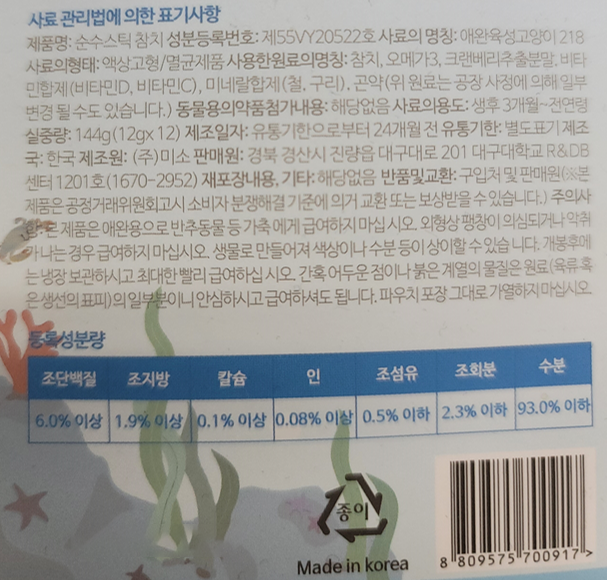 사료 관리법에 의한 표기사항
제품명: 순수스틱 참치 성분등록번호: 제55VY20522호 사료의 명칭: 애완육성고양이 218
사료의형태: 액상고형/멸균제품 사용한원료의명칭: 참치, 오메가3, 크랜베리추출분말, 비타
민합제(비타민D, 비타민C), 미네랄합제(철, 구리), 곤약(위 원료는 공장 사정에 의해 일부
변경 될 수도 있습니다.) 동물용의약품첨가내용: 해당없음 사료의용도: 생후 3개월~전연령
실중량: 144g(12gx12) 제조일자: 유통기한으로부터 24개월 전 유통기한: 별도표기 제조
국: 한국 제조원: (주)미소 판매원: 경북 경산시 진량읍 대구대로 201 대구대학교 R&DB
센터 1201호(1670-2952) 재포장내용, 기타: 해당없음 반품및교환: 구입처 및 판매원(※본
제품은 공정거래위원회고시 소비자 분쟁해결 기준에 의거 교환 또는 보상받을 수 있습니다.) 주의사
항: 본 제품은 애완용으로 반추동물 등 가축에게 급여하지 마십시오. 외형상 팽창이 의심되거나 악취
가 나는 경우 급여하지 마십시오. 생물로 만들어져 색상이나 수분 등이 상이할 수 있습니다. 개봉후에
는 냉장 보관하시고 최대한 빨리 급여하십시오. 간혹 어두운 점이나 붉은 계열의 물질은 원료(육류 혹
은 생선의 표피)의 일부분이니 안심하시고 급여하셔도 됩니다. 파우치 포장 그대로 가열하지 마십시오
등록성분량
조단백질 조지방 칼슘 인 조섬유 조회분 수분
6.0% 이상 1.9% 이상 0.1% 이상 0.08% 이상 0.5% 이하 2.3% 이하 93.0% 이하
종이
Made in korea
8 809575 700917 >